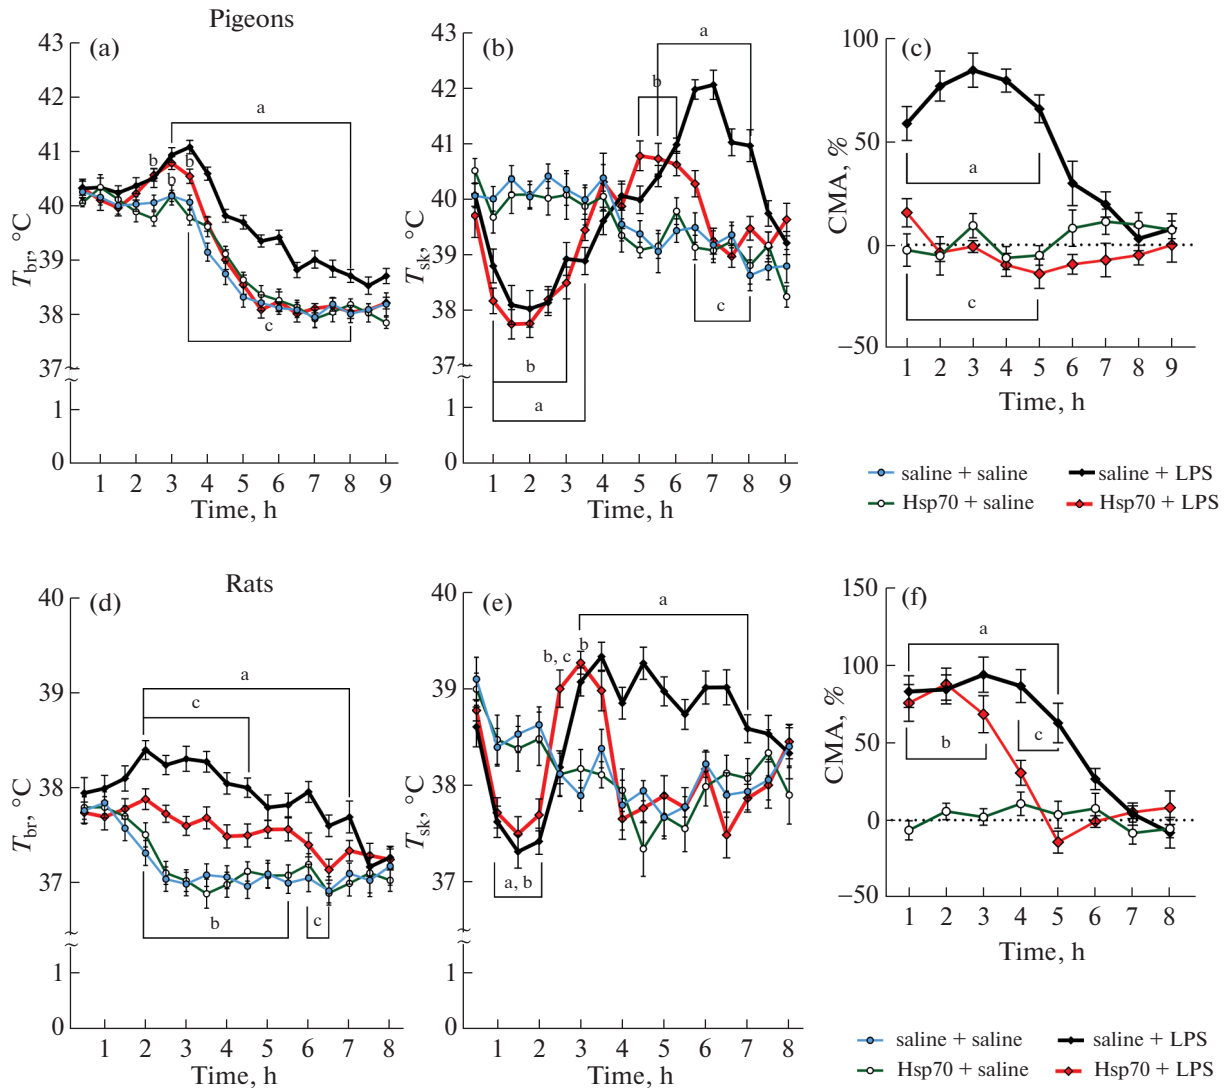 Pigeons
(a)
43
42
41
40
39
38
37
1
0
T br, °C
a
b
b
b
c
1 2 3 4 5 6 7 8 9
Time, h
(b)
43
42
41
40
39
38
37
1
0
T sk, °C
a
b
b
a
c
1 2 3 4 5 6 7 8 9
Time, h
(c)
100
50
0
–50
CMA, %
a
c
1 2 3 4 5 6 7 8 9
Time, h
saline + saline
saline + LPS
Hsp70 + saline
Hsp70 + LPS
Rats
(d)
40
39
38
37
1
0
T br, °C
a
c
b
c
1 2 3 4 5 6 7 8
Time, h
(e)
40
39
38
37
1
0
T sk, °C
a
b, c b
a, b
1 2 3 4 5 6 7 8
Time, h
(f)
150
100
50
0
–50
CMA, %
a
b
c
1 2 3 4 5 6 7 8
Time, h
saline + saline
saline + LPS
Hsp70 + saline
Hsp70 + LPS